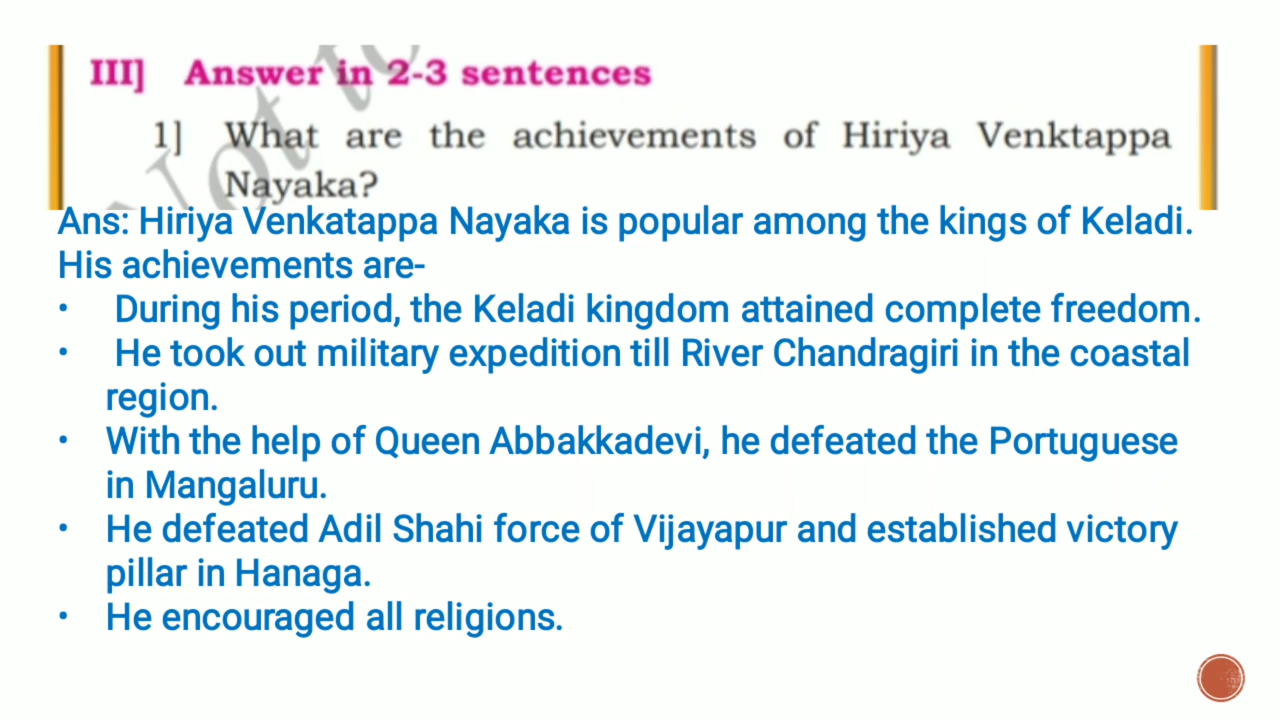 III] Answer in 2-3 sentences
1] What are the achievements of Hiriya Venktappa
Nayaka?
Ans: Hiriya Venkatappa Nayaka is popular among the kings of Keladi.
His achievements are-
• During his period, the Keladi kingdom attained complete freedom.
• He took out military expedition till River Chandragiri in the coastal
region.
• With the help of Queen Abbakkadevi, he defeated the Portuguese
in Mangaluru.
• He defeated Adil Shahi force of Vijayapur and established victory
pillar in Hanaga.
• He encouraged all religions.